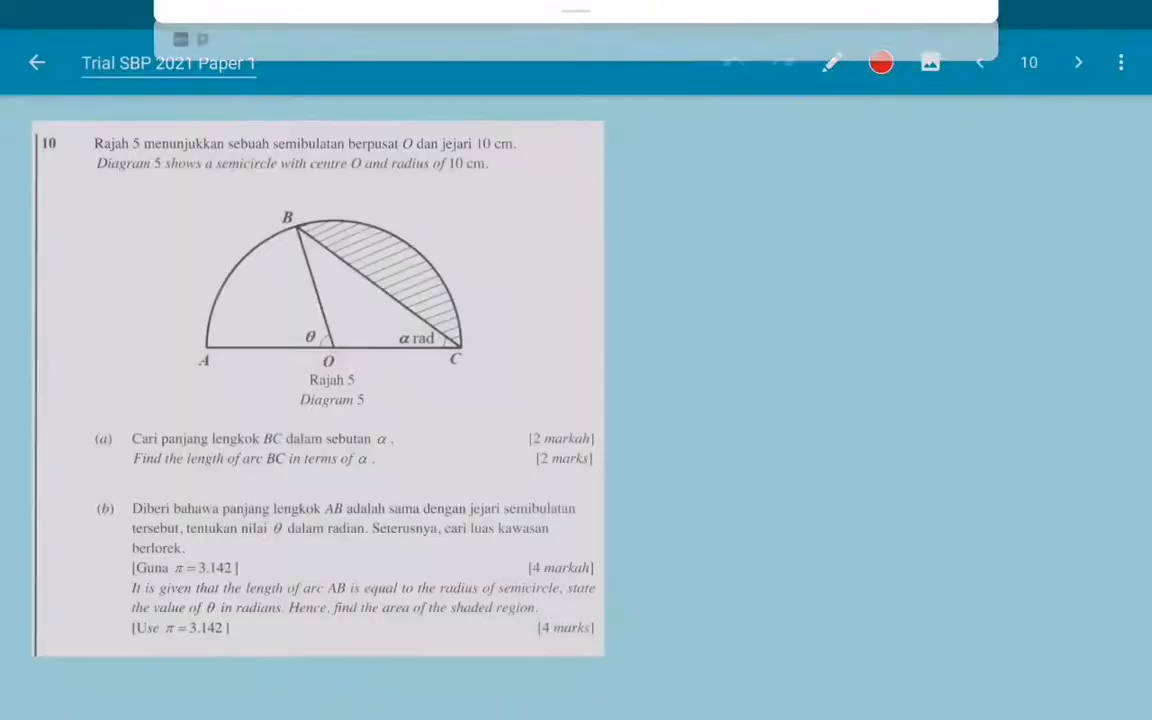 Trial SBP 2021 Paper 1
10
10 Rajah 5 menunjukkan sebuah semibulatan berpusat O dan jejari 10 cm.
Diagram 5 shows a semicircle with centre O and radius of 10 cm.
B
θ
α rad
A
O
C
Rajah 5
Diagram 5
(a) Cari panjang lengkok BC dalam sebutan α . [2 markah]
Find the length of arc BC in terms of α . [2 marks]
(b) Diberi bahawa panjang lengkok AB adalah sama dengan jejari semibulatan
tersebut, tentukan nilai θ dalam radian. Seterusnya, cari luas kawasan
berlorek.
[Guna π = 3.142 ] [4 markah]
It is given that the length of arc AB is equal to the radius of semicircle, state
the value of θ in radians. Hence, find the area of the shaded region.
[Use π = 3.142 ] [4 marks]